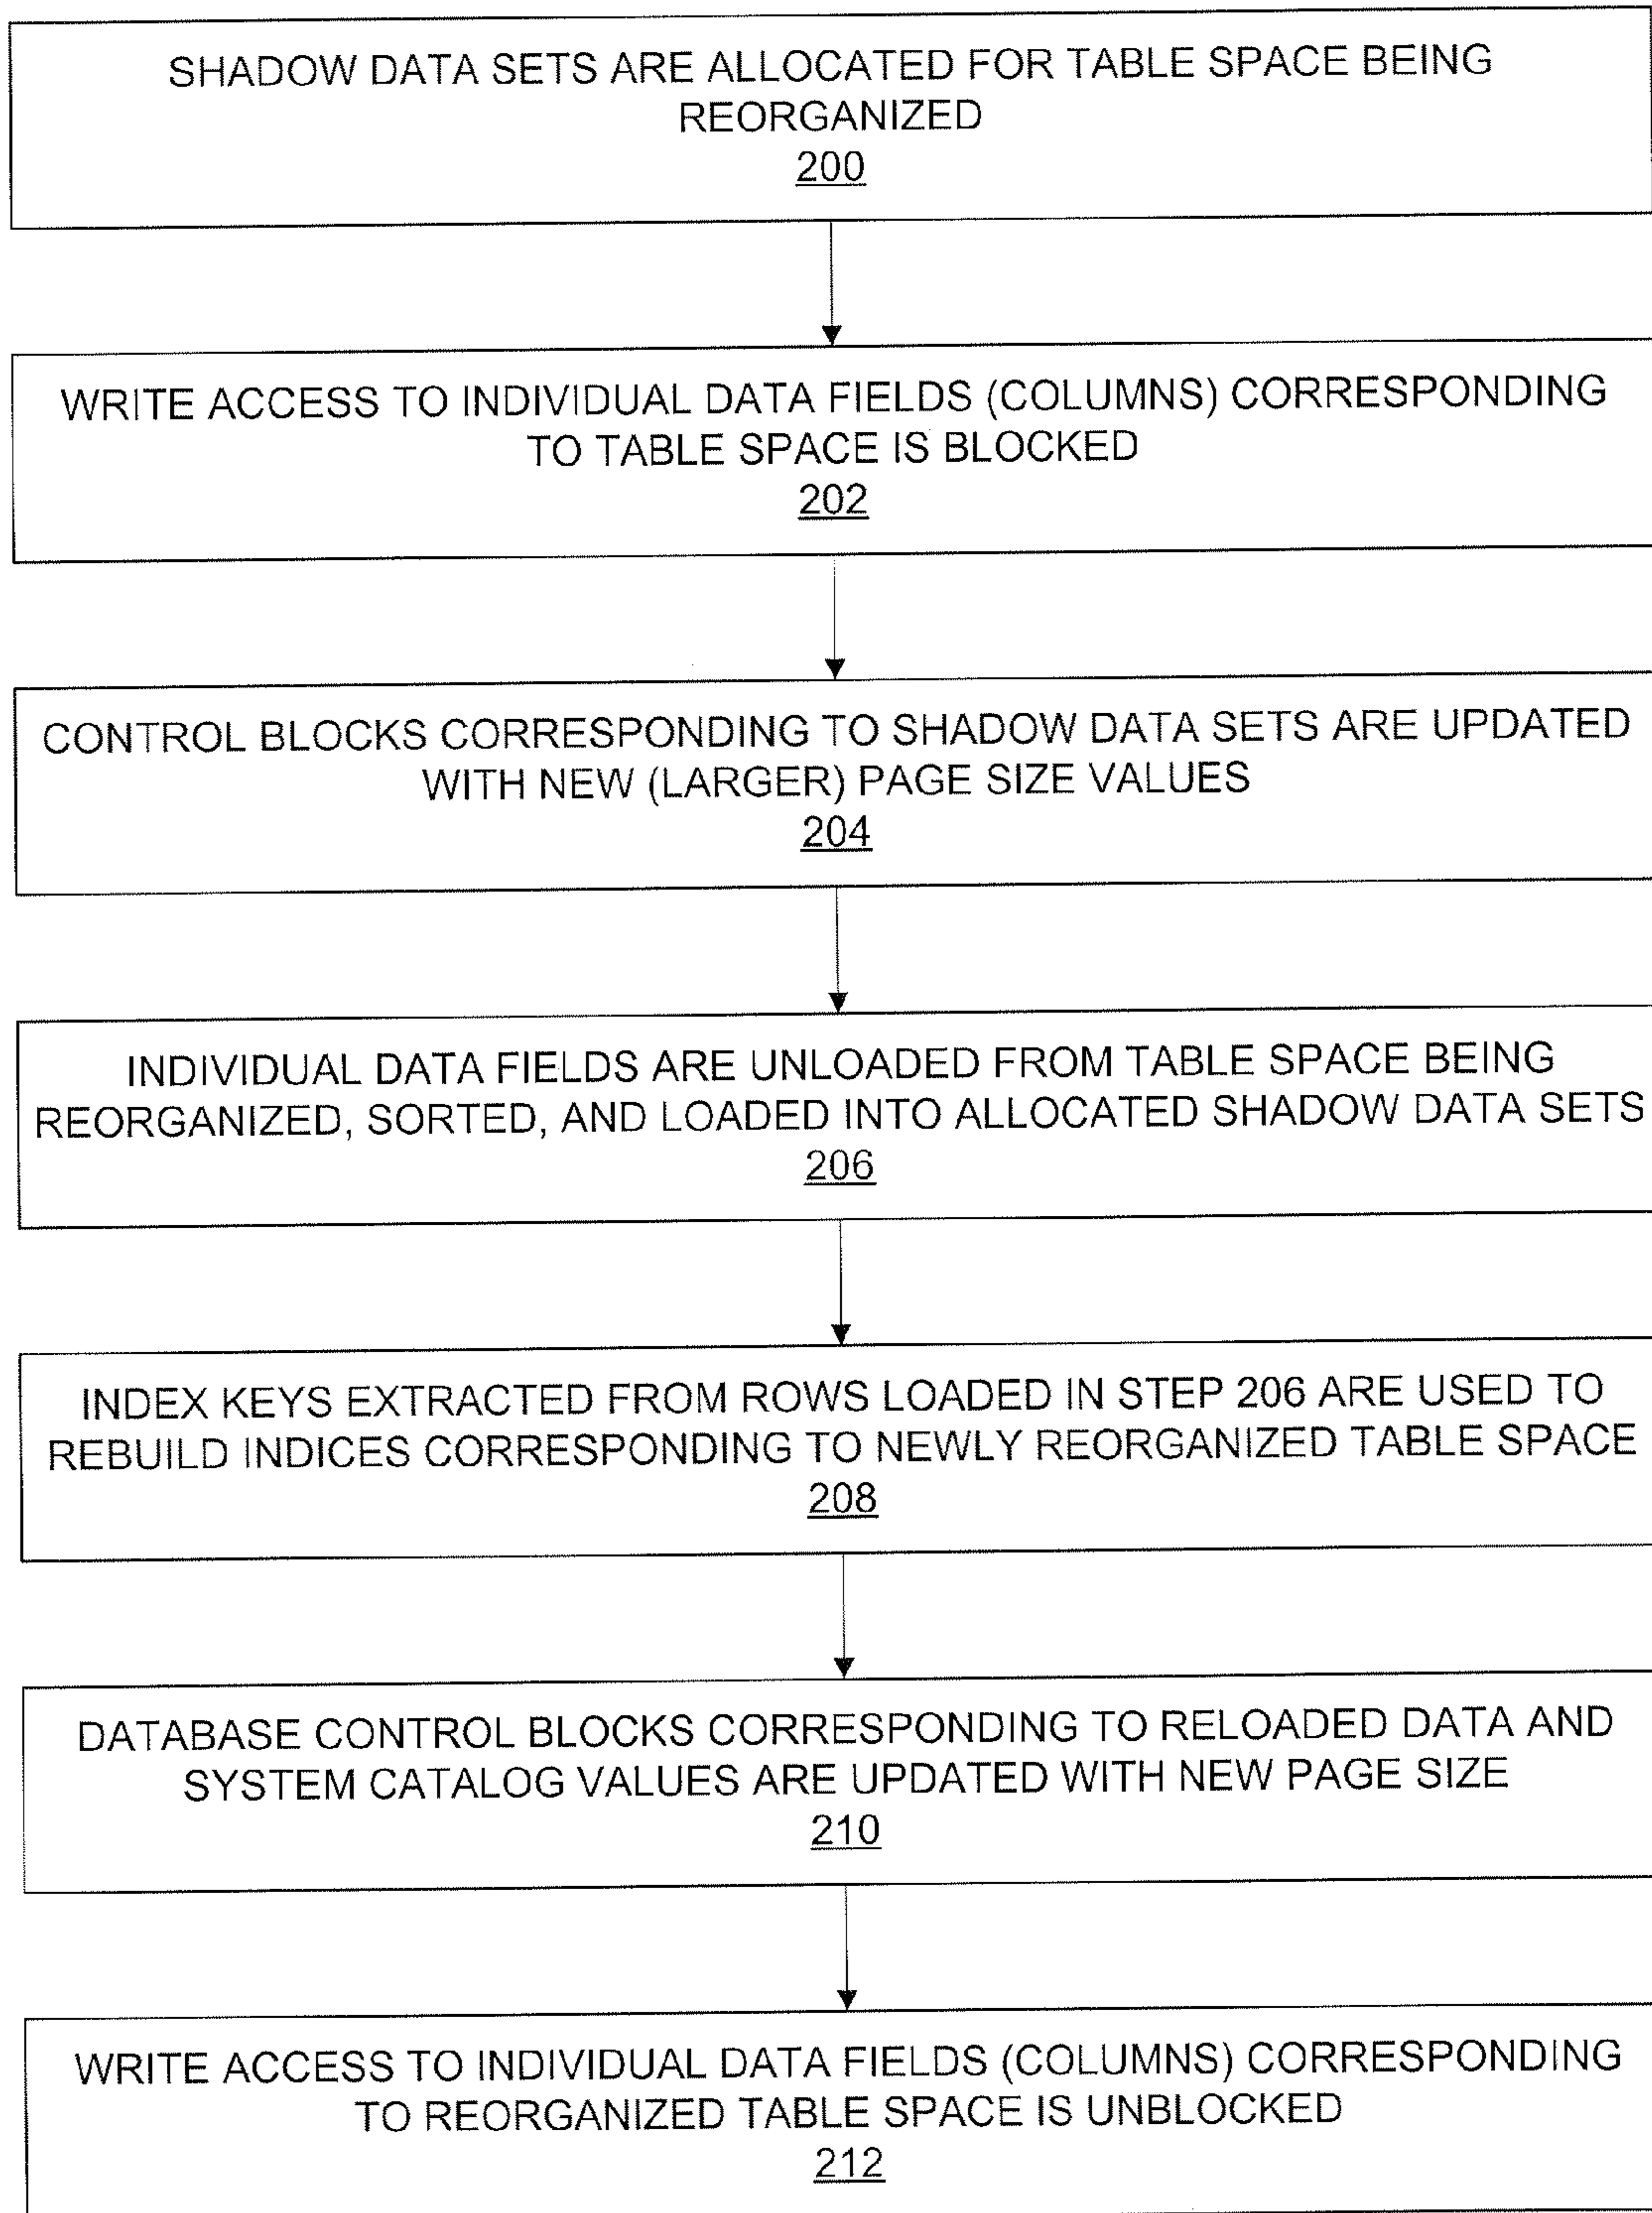 SHADOW DATA SETS ARE ALLOCATED FOR TABLE SPACE BEING
REORGANIZED
200
WRITE ACCESS TO INDIVIDUAL DATA FIELDS (COLUMNS) CORRESPONDING
TO TABLE SPACE IS BLOCKED
202
CONTROL BLOCKS CORRESPONDING TO SHADOW DATA SETS ARE UPDATED
WITH NEW (LARGER) PAGE SIZE VALUES
204
INDIVIDUAL DATA FIELDS ARE UNLOADED FROM TABLE SPACE BEING
REORGANIZED, SORTED, AND LOADED INTO ALLOCATED SHADOW DATA SETS
206
INDEX KEYS EXTRACTED FROM ROWS LOADED IN STEP 206 ARE USED TO
REBUILD INDICES CORRESPONDING TO NEWLY REORGANIZED TABLE SPACE
208
DATABASE CONTROL BLOCKS CORRESPONDING TO RELOADED DATA AND
SYSTEM CATALOG VALUES ARE UPDATED WITH NEW PAGE SIZE
210
WRITE ACCESS TO INDIVIDUAL DATA FIELDS (COLUMNS) CORRESPONDING
TO REORGANIZED TABLE SPACE IS UNBLOCKED
212